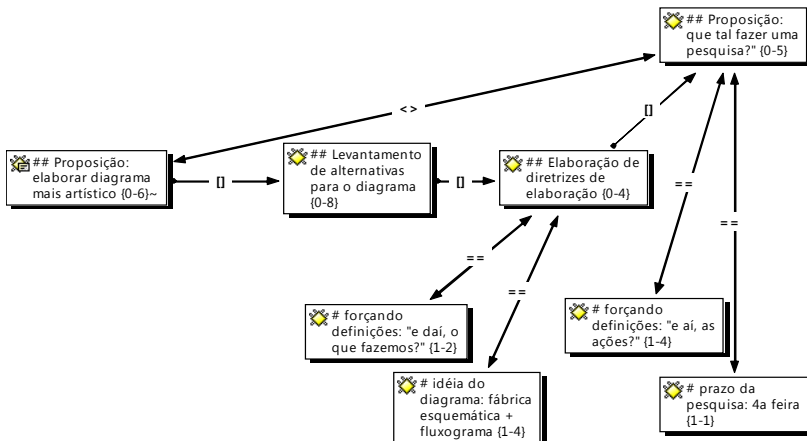 ## Proposição:
que tal fazer uma
pesquisa?" {0-5}
<>
## Proposição:
elaborar diagrama
mais artístico {0-6}~
[]
## Levantamento
de alternativas
para o diagrama
{0-8}
[]
## Elaboração de
diretrizes de
elaboração {0-4}
[]
==
==
==
==
# forçando
definições: "e daí, o
que fazemos?" {1-2}
# forçando
definições: "e aí, as
ações?" {1-4}
# idéia do
diagrama: fábrica
esquemática +
fluxograma {1-4}
# prazo da
pesquisa: 4a feira
{1-1}